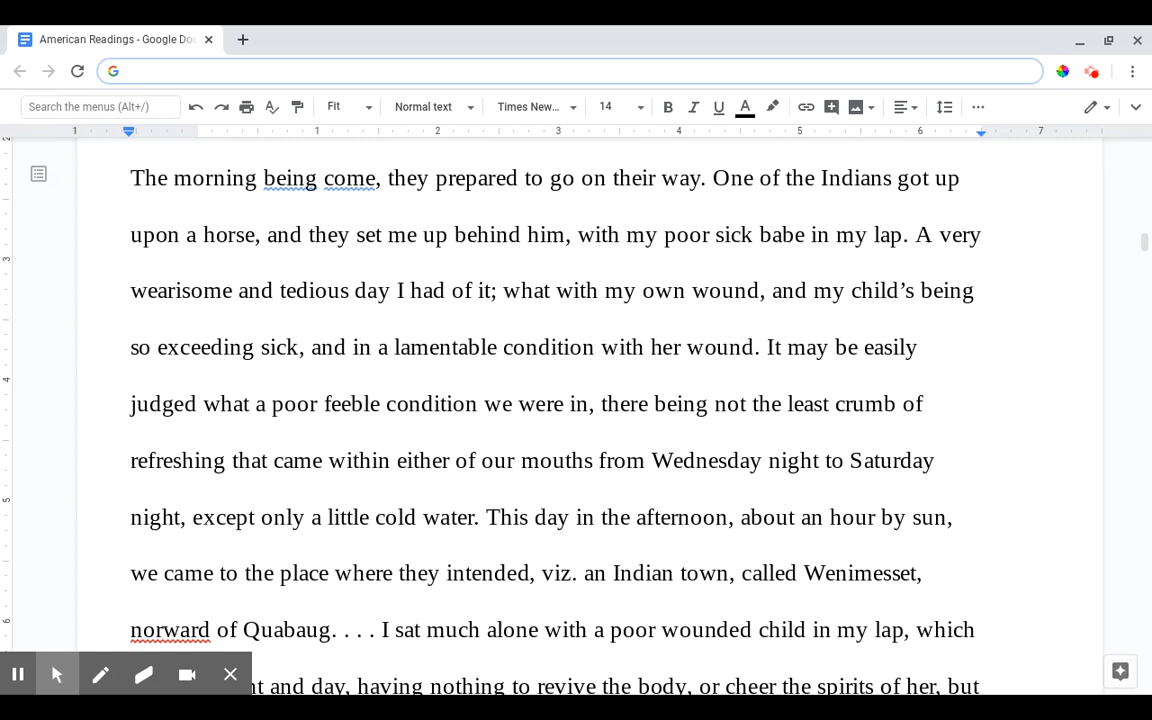 American Readings - Google Do
Search the menus (Alt+/)
Fit
Normal text
Times New...
14
B I U A
1 1 2 3 4 5 6 7
The morning being come, they prepared to go on their way. One of the Indians got up
upon a horse, and they set me up behind him, with my poor sick babe in my lap. A very
wearisome and tedious day I had of it; what with my own wound, and my child’s being
so exceeding sick, and in a lamentable condition with her wound. It may be easily
judged what a poor feeble condition we were in, there being not the least crumb of
refreshing that came within either of our mouths from Wednesday night to Saturday
night, except only a little cold water. This day in the afternoon, about an hour by sun,
we came to the place where they intended, viz. an Indian town, called Wenimesset,
norward of Quabaug. . . . I sat much alone with a poor wounded child in my lap, which
and day, having nothing to revive the body, or cheer the spirits of her, but